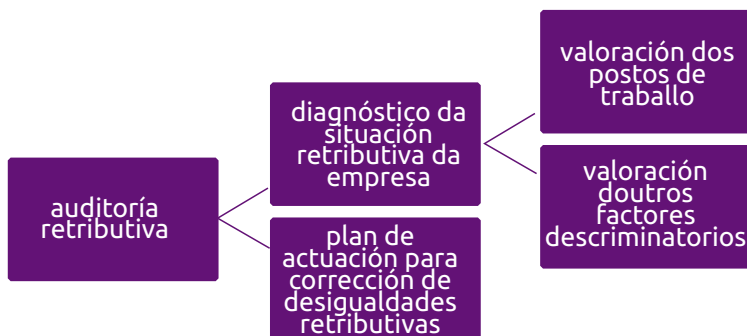 auditoría
retributiva
diagnóstico da
situación
retributiva da
empresa
plan de
actuación para
corrección de
desigualdades
retributivas
valoración dos
postos de
traballo
valoración
doutros
factores
descriminatorios